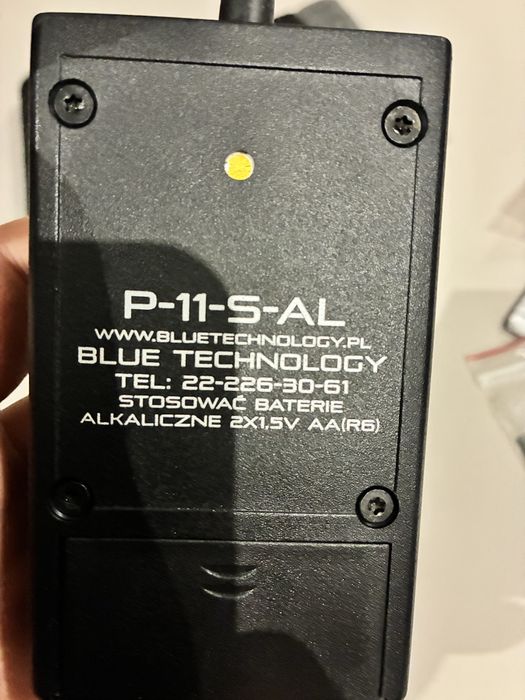 P-11-S-AL
WWW.BLUETECHNOLOGY.PL
BLUE TECHNOLOGY
TEL: 22-226-30-61
STOSOWAĆ BATERIE
ALKALICZNE 2X1,5V AA(R6)